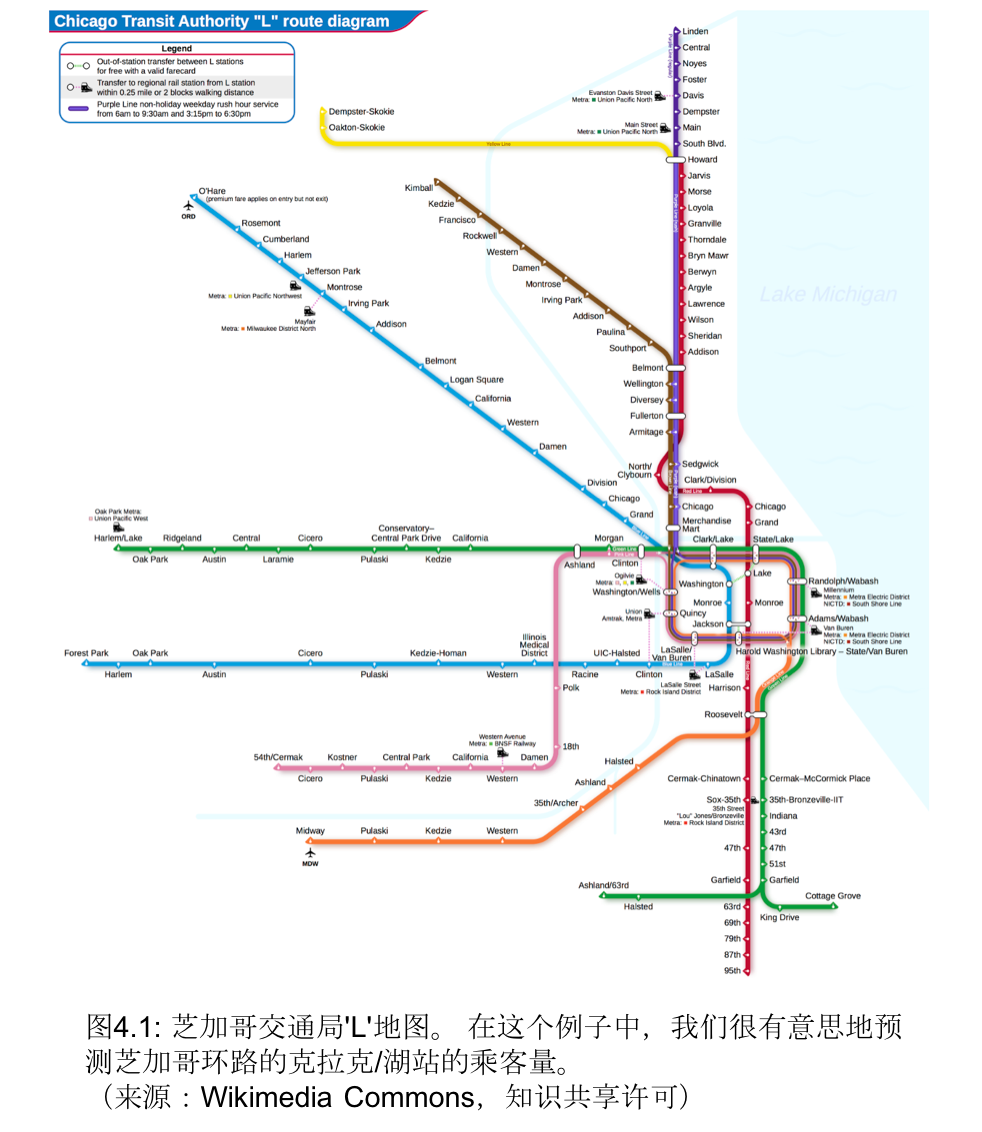 Chicago Transit Authority "L" route diagram
Legend
Out-of-station transfer between L stations
for free with a valid farecard
Transfer to regional rail station from L station
within 0.25 mile or 2 blocks walking distance
Purple Line non-holiday weekday rush hour service
from 6am to 9:30am and 3:15pm to 6:30pm
Linden
Central
Noyes
Foster
Evanston Davis Street
Metra: Union Pacific North
Davis
Dempster
Main Street
Metra: Union Pacific North
Main
South Blvd.
Howard
Dempster-Skokie
Oakton-Skokie
Yellow Line
Jarvis
Morse
Loyola
Granville
Thorndale
Bryn Mawr
Berwyn
Argyle
Lawrence
Wilson
Sheridan
Addison
Lake Michigan
Kimball
Kedzie
Francisco
Rockwell
Western
Damen
Montrose
Irving Park
Addison
Paulina
Southport
Belmont
Wellington
Diversey
Fullerton
Armitage
O'Hare
(premium fare applies on entry but not exit)
ORD
Rosemont
Cumberland
Harlem
Jefferson Park
Montrose
Metra: Union Pacific Northwest
Irving Park
Mayfair
Metra: Milwaukee District North
Addison
Belmont
Logan Square
California
Western
Damen
Division
Chicago
Grand
Blue Line
North/
Clybourn
Sedgwick
Clark/Division
Red Line
Chicago
Merchandise
Mart
Chicago
Grand
Clark/Lake
State/Lake
Oak Park Metra:
Union Pacific West
Harlem/Lake
Ridgeland
Central
Cicero
Conservatory–
Central Park Drive
California
Morgan
Green Line
Pink Line
Oak Park
Austin
Laramie
Pulaski
Kedzie
Ashland
Clinton
Ogilvie
Metra:
Washington/Wells
Union
Amtrak, Metra
Quincy
Washington
Lake
Monroe
Monroe
Jackson
Randolph/Wabash
Millennium
Metra: Metra Electric District
NICTD: South Shore Line
Adams/Wabash
Van Buren
Metra: Metra Electric District
NICTD: South Shore Line
Harold Washington Library – State/Van Buren
LaSalle/
Van Buren
Forest Park
Oak Park
Cicero
Kedzie-Homan
Illinois
Medical
District
UIC-Halsted
Blue Line
Harlem
Austin
Pulaski
Western
Racine
Clinton
LaSalle
LaSalle Street
Metra: Rock Island District
Harrison
Roosevelt
Polk
18th
Western Avenue
Metra: BNSF Railway
54th/Cermak
Kostner
Central Park
California
Damen
Cicero
Pulaski
Kedzie
Western
Halsted
Ashland
35th/Archer
Midway
Pulaski
Kedzie
Western
MDW
Cermak-Chinatown
Cermak–McCormick Place
Sox-35th
35th Street
"Lou" Jones/Bronzeville
Metra: Rock Island District
35th-Bronzeville-IIT
Indiana
43rd
47th
47th
51st
Garfield
Garfield
Ashland/63rd
Halsted
Cottage Grove
King Drive
63rd
69th
79th
87th
95th
图4.1: 芝加哥交通局'L'地图。 在这个例子中，我们很有意思地预
测芝加哥环路的克拉克/湖站的乘客量。
（来源：Wikimedia Commons，知识共享许可）